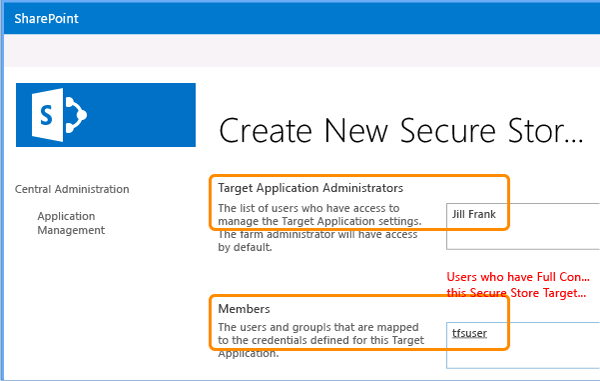 SharePoint
S
Create New Secure Stor...
Central Administration
Application
Management
Target Application Administrators
The list of users who have access to
manage the Target Application settings.
The farm administrator will have access
by default.
Jill Frank
Users who have Full Con...
this Secure Store Target...
Members
The users and groupls that are mapped
to the credentials defined for this Target
Application.
tfsuser